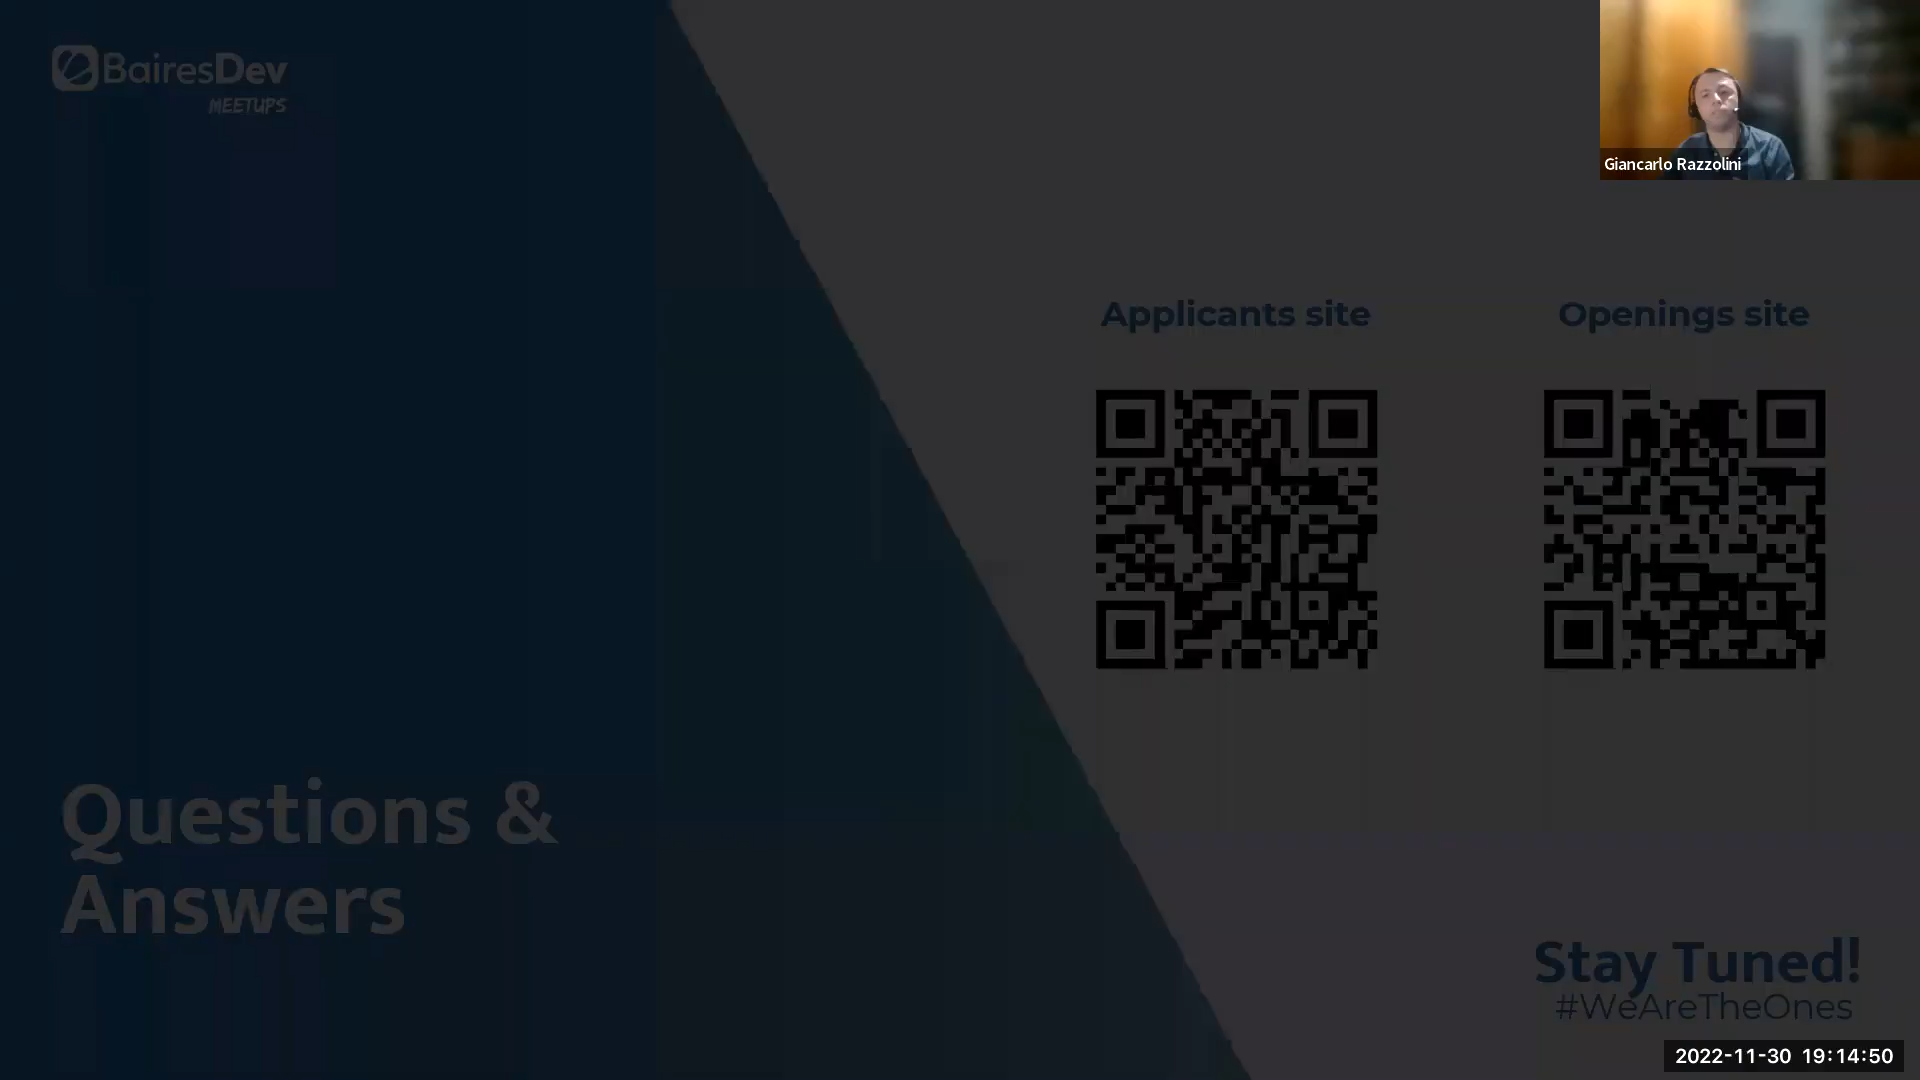 BairesDev
MEETUPS
Giancarlo Razzolini
Applicants site
Openings site
Questions &
Answers
Stay Tuned!
#WeAreTheOnes
2022-11-30 19:14:50